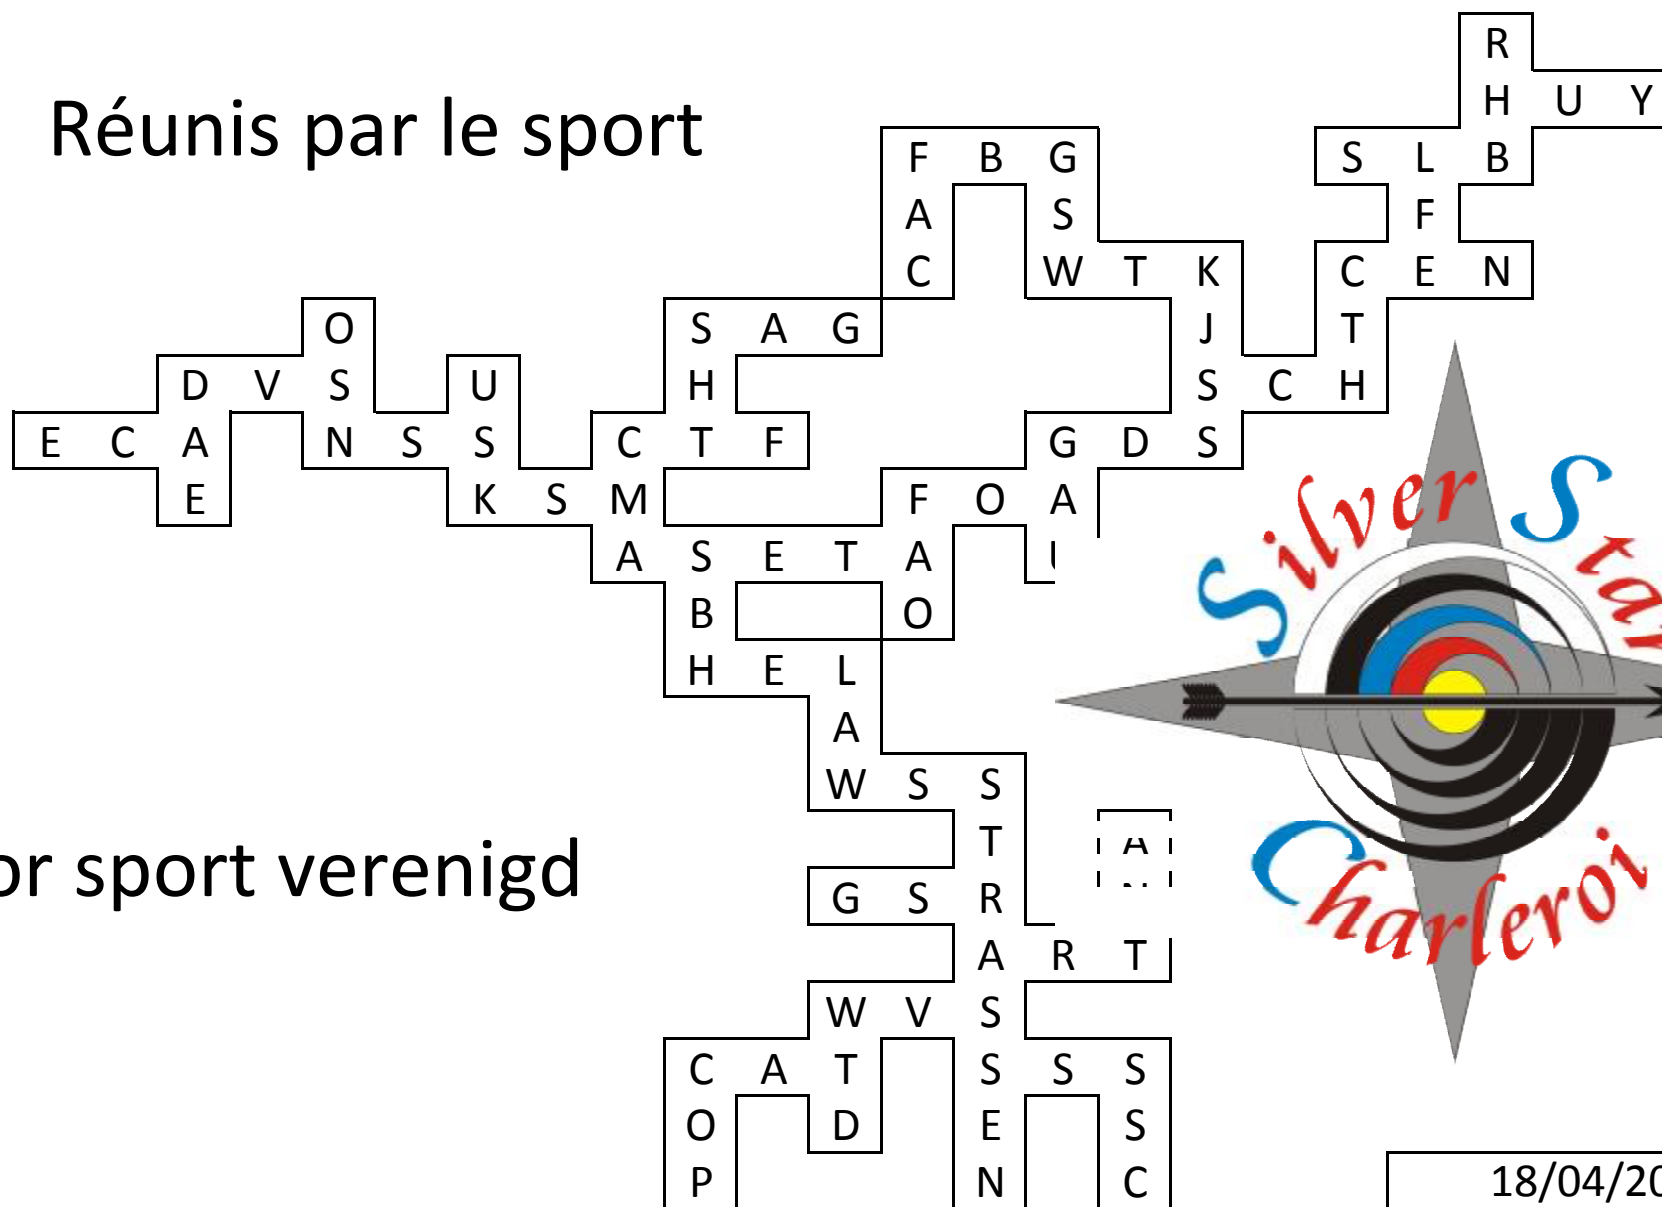 R
H U Y
Réunis par le sport
F B G S L B
A S F
C W T K C E N
O S A G J T
D V S U H S C H
E C A N S S C T F G D S
E K S M F O A
A S E T A
B O
H E L
A
W S S
T A
or sport verenigd
G S R
A R T
W V S
C A T S S S
O D E S
P N C
18/04/20
Silver Star
Charleroi